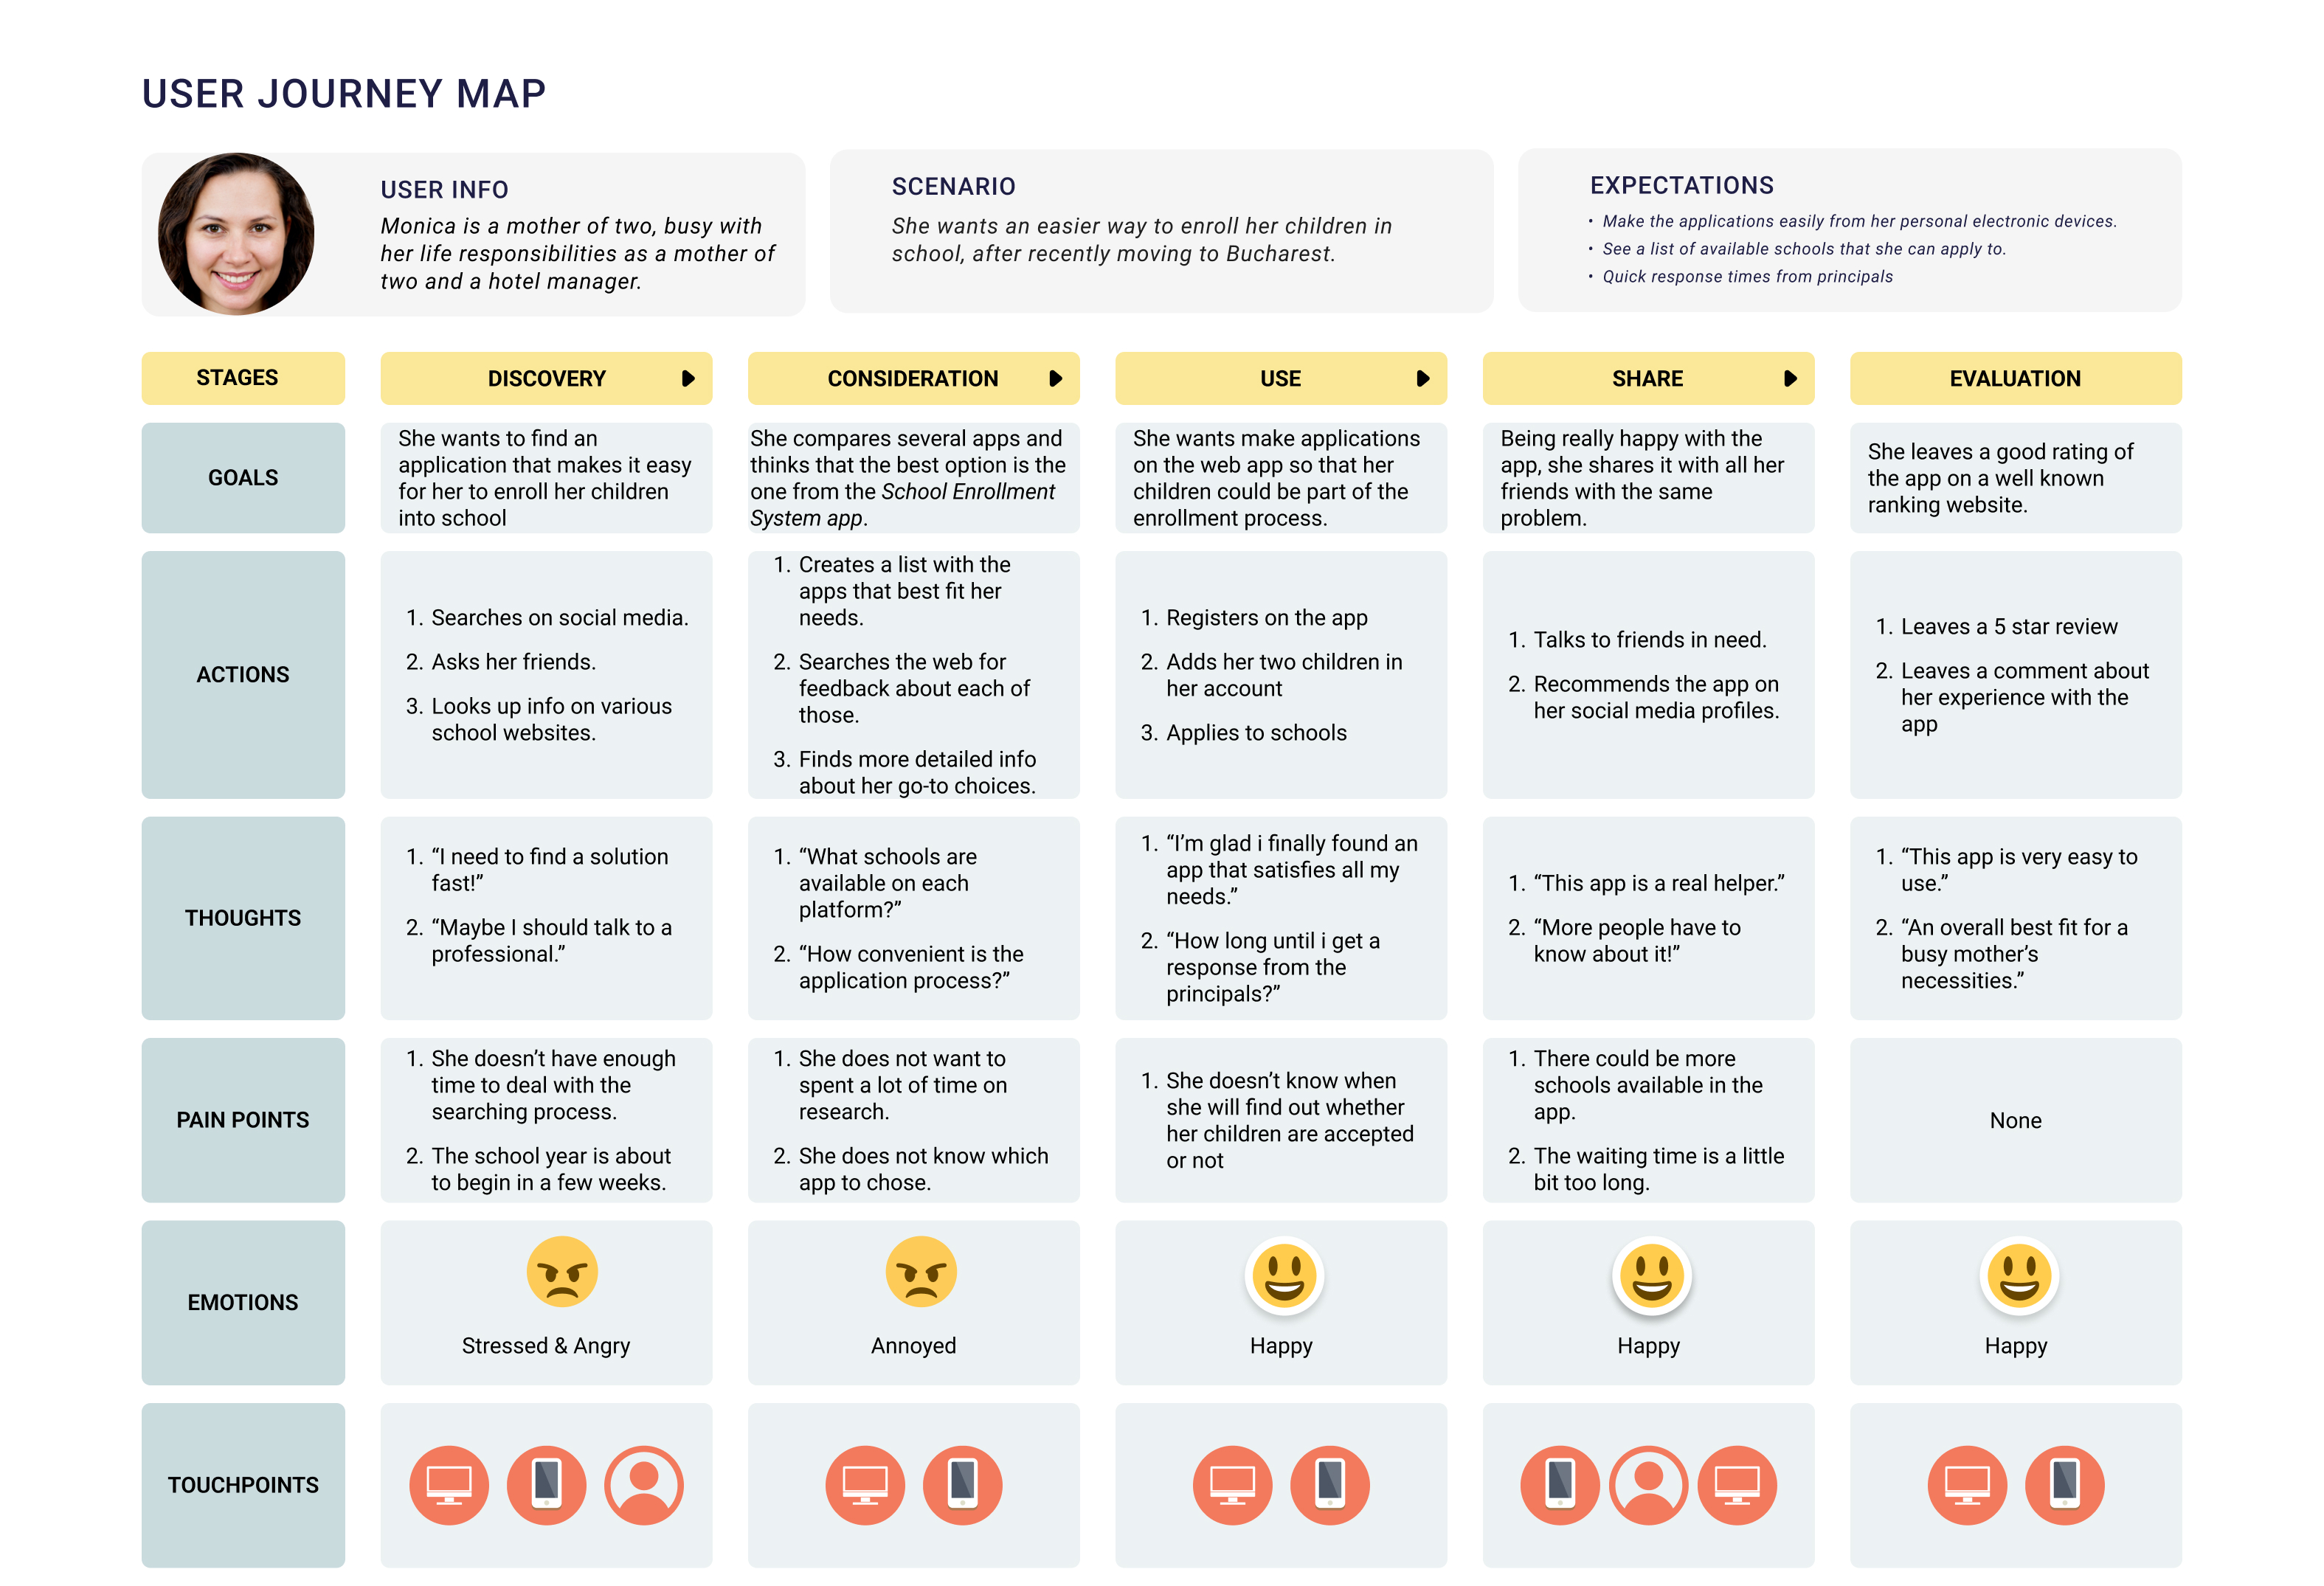 USER JOURNEY MAP
USER INFO
Monica is a mother of two, busy with
her life responsibilities as a mother of
two and a hotel manager.
SCENARIO
She wants an easier way to enroll her children in
school, after recently moving to Bucharest.
EXPECTATIONS
• Make the applications easily from her personal electronic devices.
• See a list of available schools that she can apply to.
• Quick response times from principals
STAGES
DISCOVERY
CONSIDERATION
USE
SHARE
EVALUATION
GOALS
She wants to find an
application that makes it easy
for her to enroll her children
into school
She compares several apps and
thinks that the best option is the
one from the School Enrollment
System app.
She wants make applications
on the web app so that her
children could be part of the
enrollment process.
Being really happy with the
app, she shares it with all her
friends with the same
problem.
She leaves a good rating of
the app on a well known
ranking website.
ACTIONS
1. Searches on social media.
2. Asks her friends.
3. Looks up info on various
school websites.
1. Creates a list with the
apps that best fit her
needs.
2. Searches the web for
feedback about each of
those.
3. Finds more detailed info
about her go-to choices.
1. Registers on the app
2. Adds her two children in
her account
3. Applies to schools
1. Talks to friends in need.
2. Recommends the app on
her social media profiles.
1. Leaves a 5 star review
2. Leaves a comment about
her experience with the
app
THOUGHTS
1. “I need to find a solution
fast!”
2. “Maybe I should talk to a
professional.”
1. “What schools are
available on each
platform?”
2. “How convenient is the
application process?”
1. “I’m glad i finally found an
app that satisfies all my
needs.”
2. “How long until i get a
response from the
principals?”
1. “This app is a real helper.”
2. “More people have to
know about it!”
1. “This app is very easy to
use.”
2. “An overall best fit for a
busy mother’s
necessities.”
PAIN POINTS
1. She doesn’t have enough
time to deal with the
searching process.
2. The school year is about
to begin in a few weeks.
1. She does not want to
spent a lot of time on
research.
2. She does not know which
app to chose.
1. She doesn’t know when
she will find out whether
her children are accepted
or not
1. There could be more
schools available in the
app.
2. The waiting time is a little
bit too long.
None
EMOTIONS
Stressed & Angry
Annoyed
Happy
Happy
Happy
TOUCHPOINTS